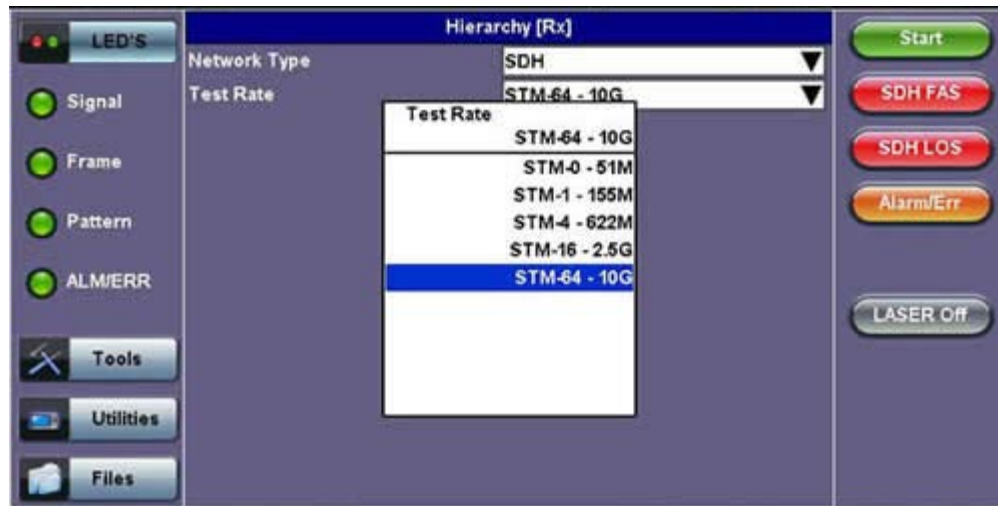 LED'S
Signal
Frame
Pattern
ALM/ERR
Tools
Utilities
Files
Hierarchy [Rx]
Network Type SDH
Test Rate STM-64 - 10G
Test Rate
STM-64 - 10G
STM-0 - 51M
STM-1 - 155M
STM-4 - 622M
STM-16 - 2.5G
STM-64 - 10G
Start
SDH FAS
SDH LOS
Alarm/Err
LASER Off